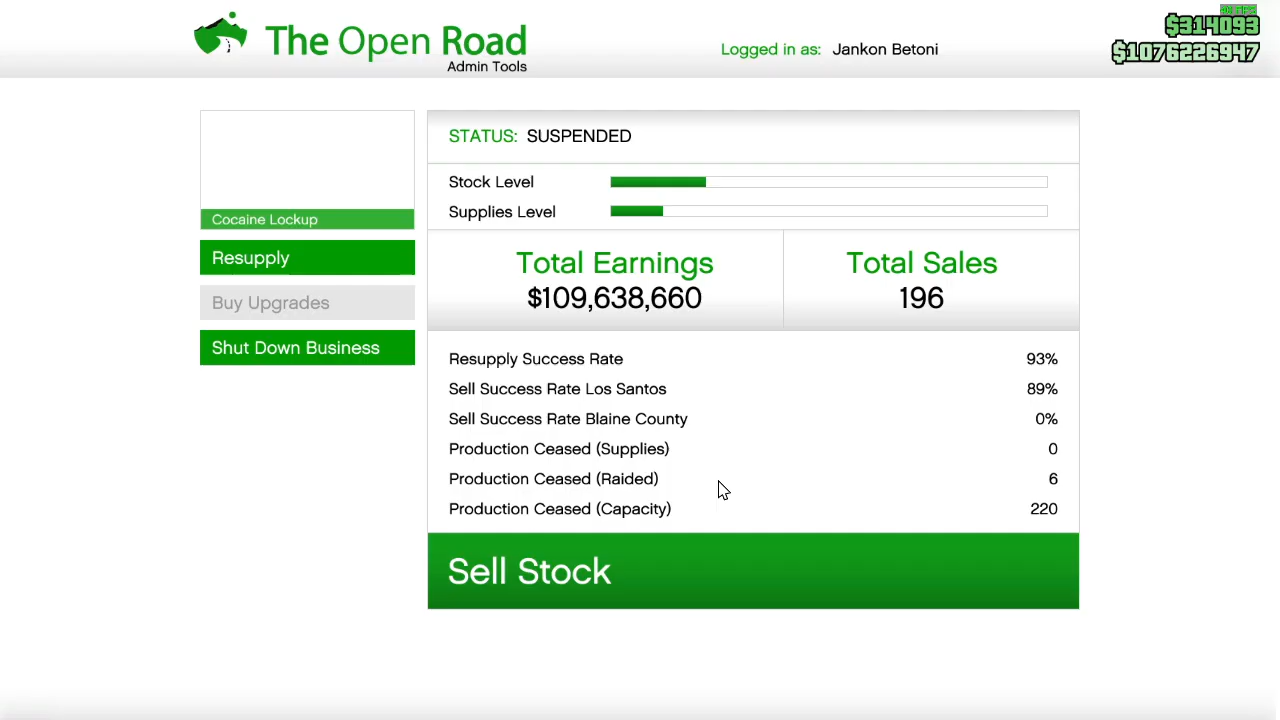 The Open Road
Admin Tools
Logged in as: Jankon Betoni
$314093
$1076226947
Cocaine Lockup
Resupply
Buy Upgrades
Shut Down Business
STATUS: SUSPENDED
Stock Level
Supplies Level
Total Earnings
$109,638,660
Total Sales
196
Resupply Success Rate 93%
Sell Success Rate Los Santos 89%
Sell Success Rate Blaine County 0%
Production Ceased (Supplies) 0
Production Ceased (Raided) 6
Production Ceased (Capacity) 220
Sell Stock